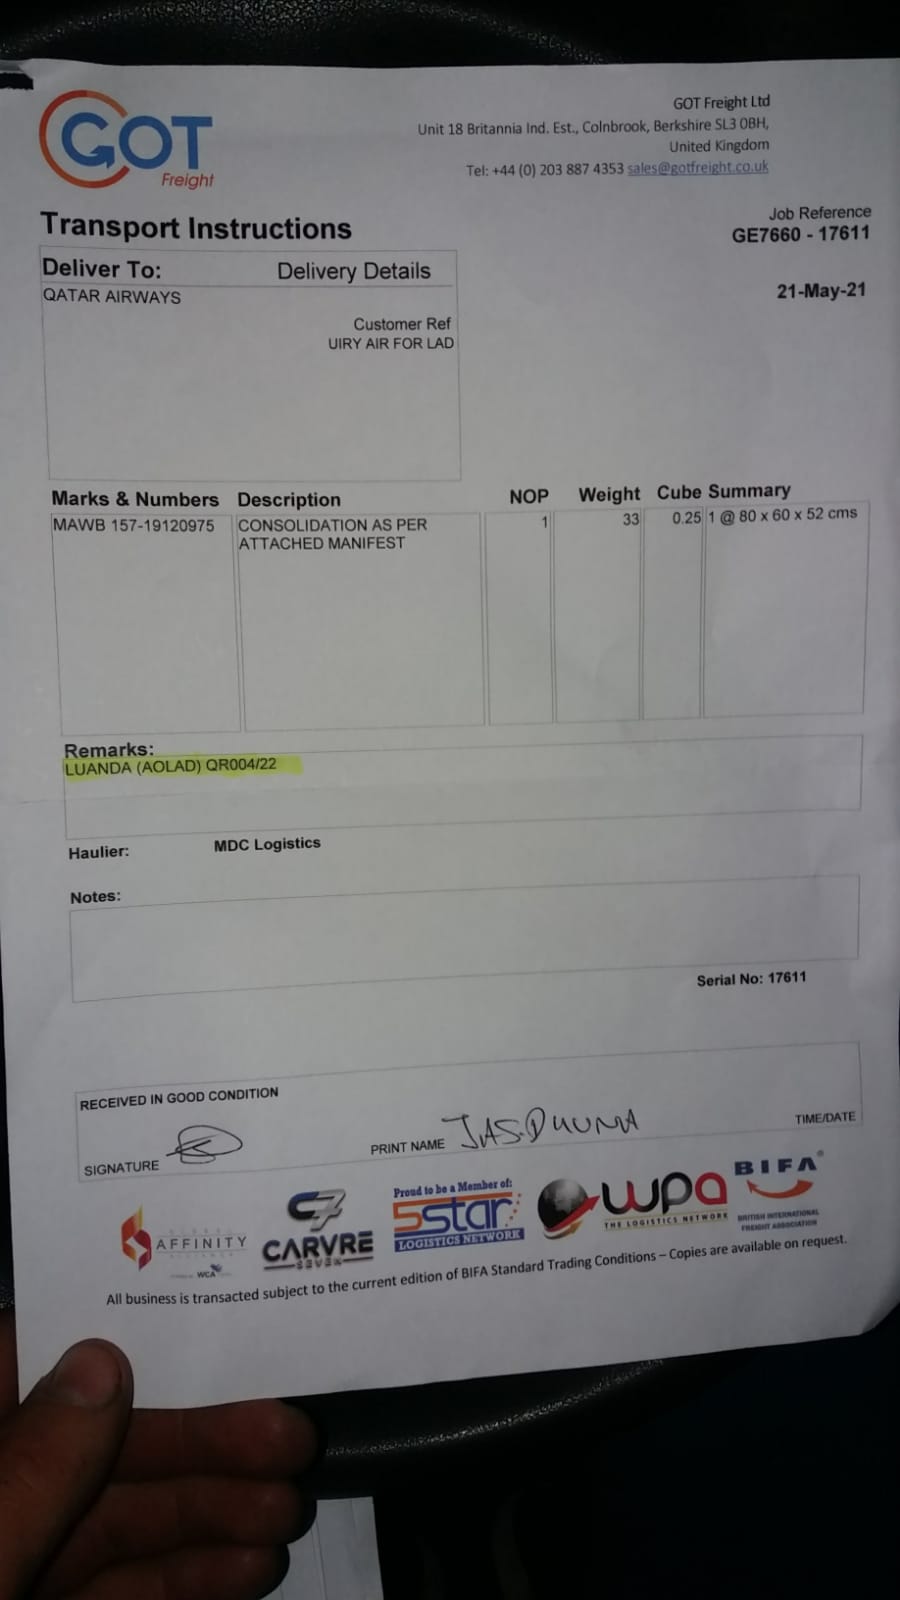 GOT
Freight
GOT Freight Ltd
Unit 18 Britannia Ind. Est., Colnbrook, Berkshire SL3 0BH,
United Kingdom
Tel: +44 (0) 203 887 4353 sales@gotfreight.co.uk
Transport Instructions
Job Reference
GE7660 - 17611
Deliver To: Delivery Details
QATAR AIRWAYS
21-May-21
Customer Ref
UIRY AIR FOR LAD
Marks & Numbers Description NOP Weight Cube Summary
MAWB 157-19120975 CONSOLIDATION AS PER 1 33 0.25 1 @ 80 x 60 x 52 cms
ATTACHED MANIFEST
Remarks:
LUANDA (AOLAD) QR004/22
Haulier: MDC Logistics
Notes:
Serial No: 17611
RECEIVED IN GOOD CONDITION
SIGNATURE PRINT NAME JAS.DHUNA TIME/DATE
AFFINITY
WCA
C7
CARVRE
SEVEN
Proud to be a Member of:
5star
LOGISTICS NETWORK
wpa
THE LOGISTICS NETWORK
BIFA
BRITISH INTERNATIONAL
FREIGHT ASSOCIATION
All business is transacted subject to the current edition of BIFA Standard Trading Conditions – Copies are available on request.